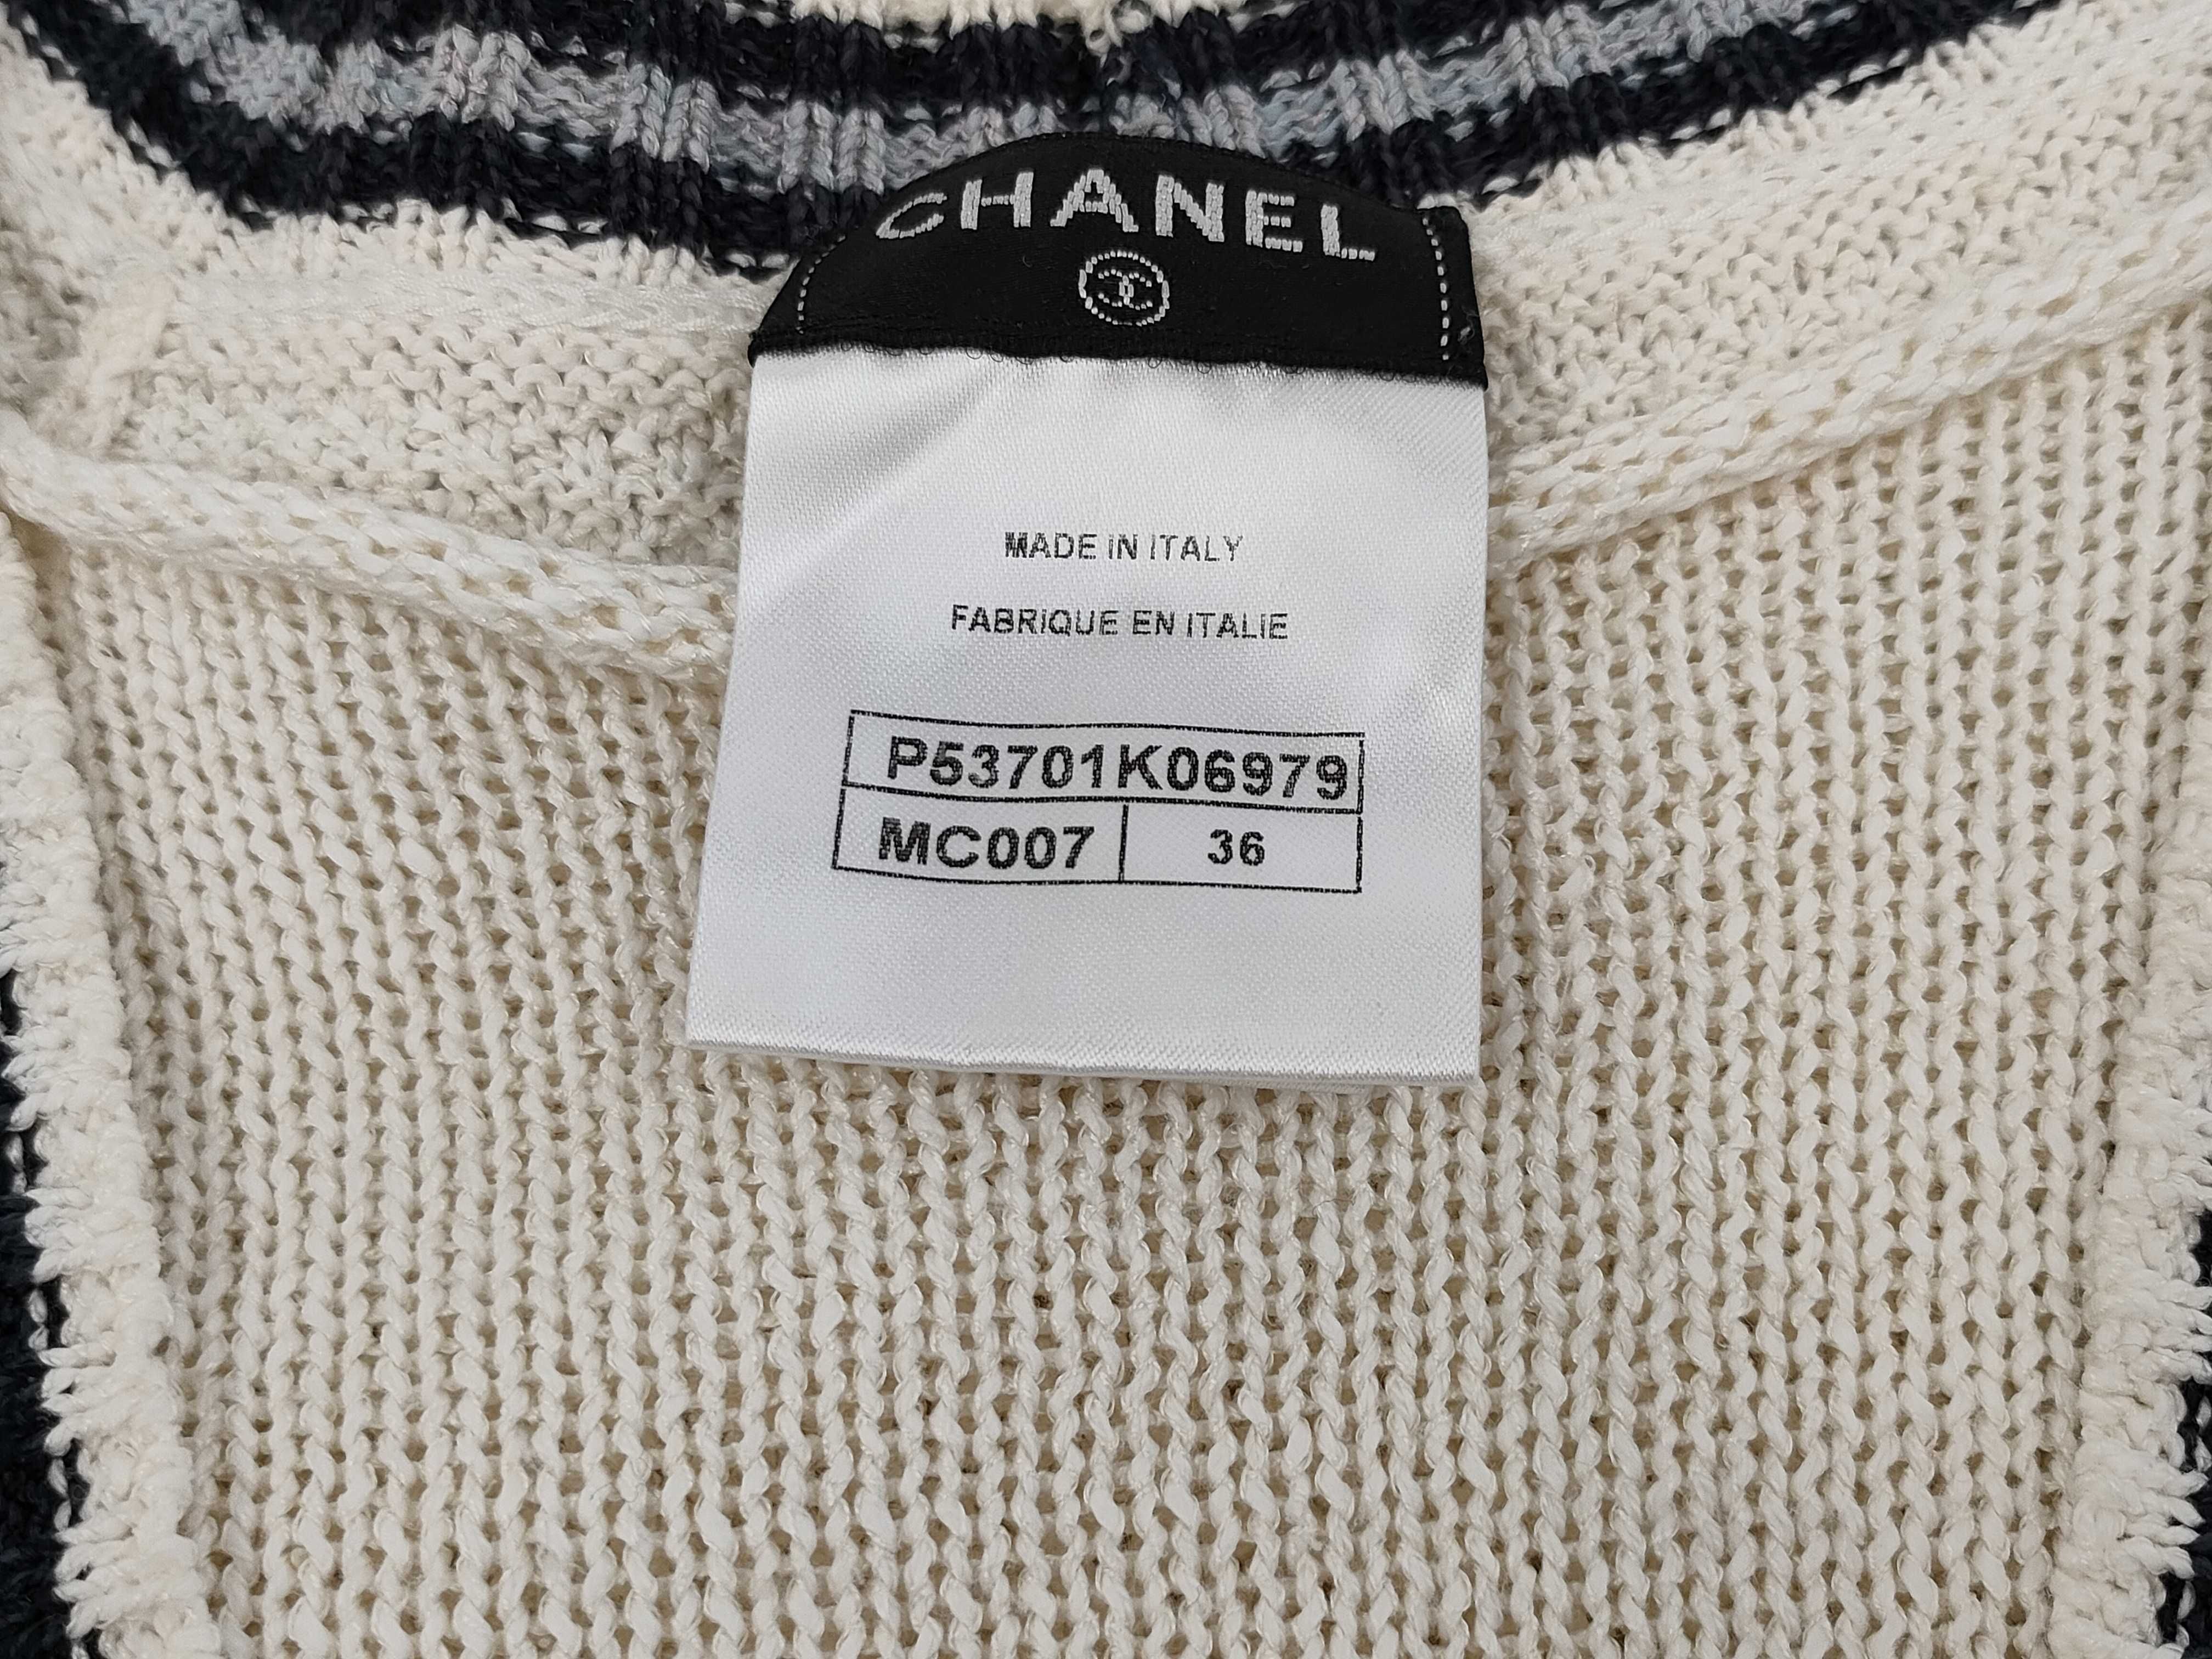 CHANEL
MADE IN ITALY
FABRIQUE EN ITALIE
P53701K06979
MC007 36